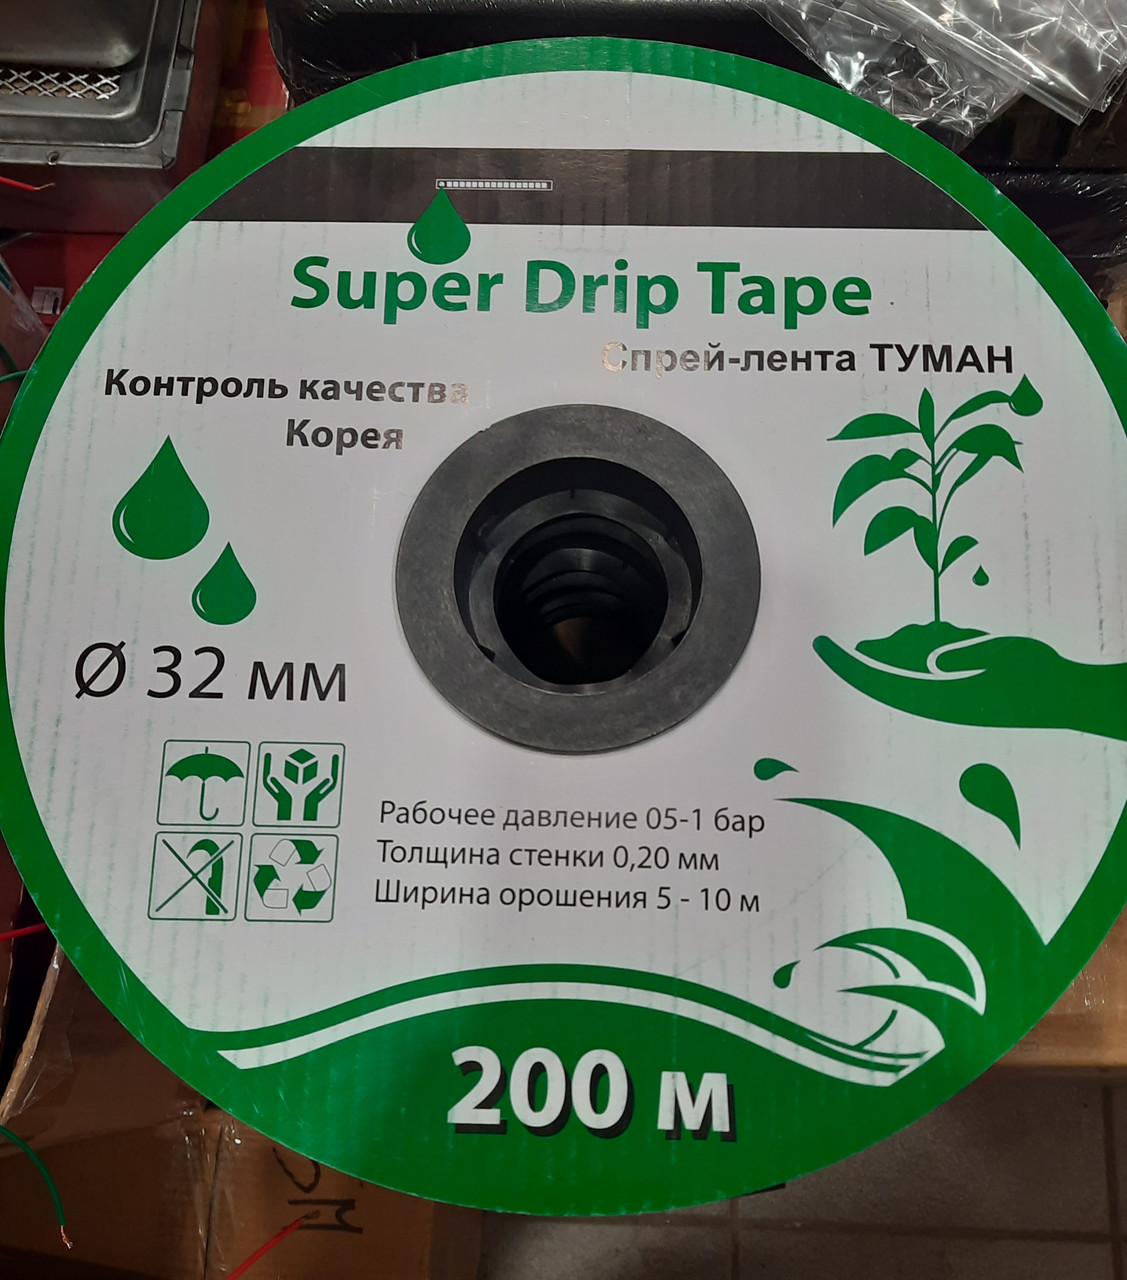 Super Drip Tape
Спрей-лента ТУМАН
Контроль качества
Корея
Ø 32 мм
Рабочее давление 05-1 бар
Толщина стенки 0,20 мм
Ширина орошения 5 - 10 м
200 м